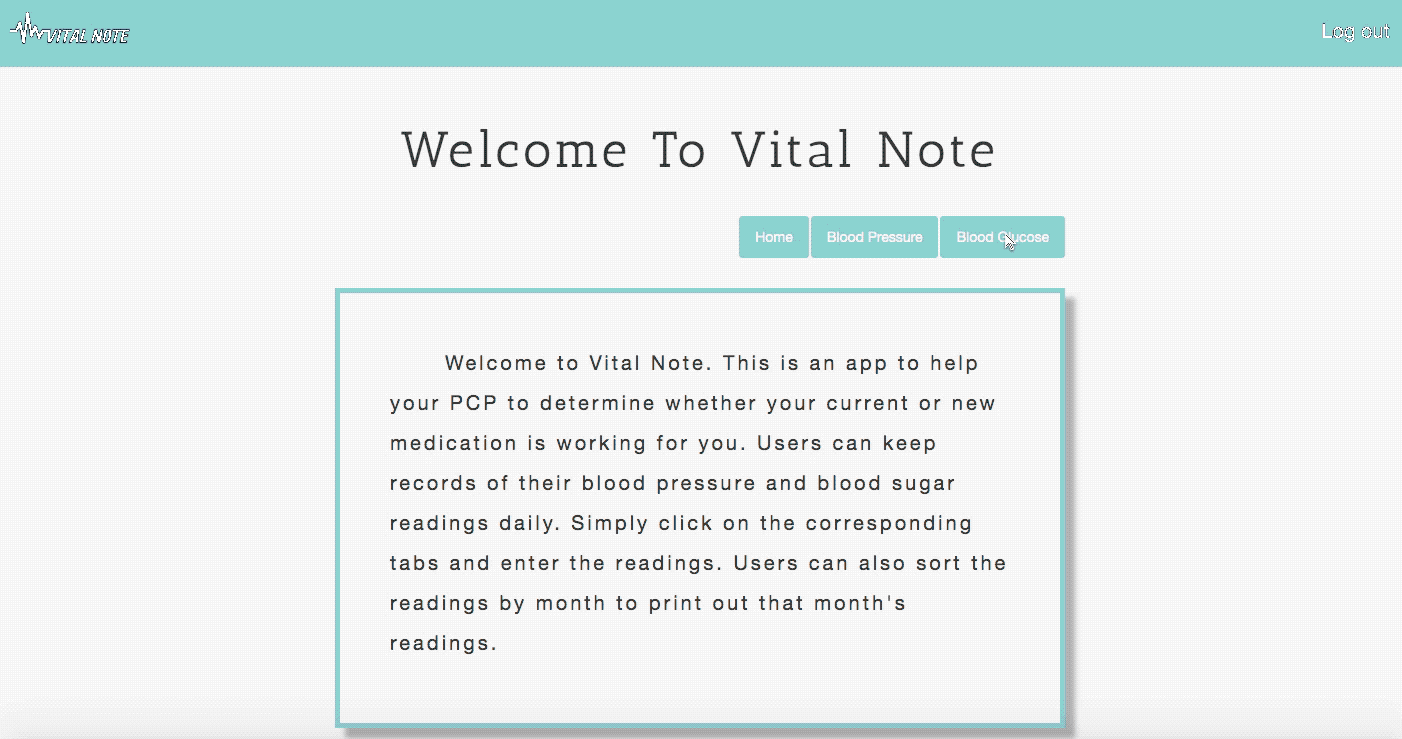 VITAL NOTE
Log out
Welcome To Vital Note
Home
Blood Pressure
Blood Glucose
Welcome to Vital Note. This is an app to help
your PCP to determine whether your current or new
medication is working for you. Users can keep
records of their blood pressure and blood sugar
readings daily. Simply click on the corresponding
tabs and enter the readings. Users can also sort the
readings by month to print out that month's
readings.